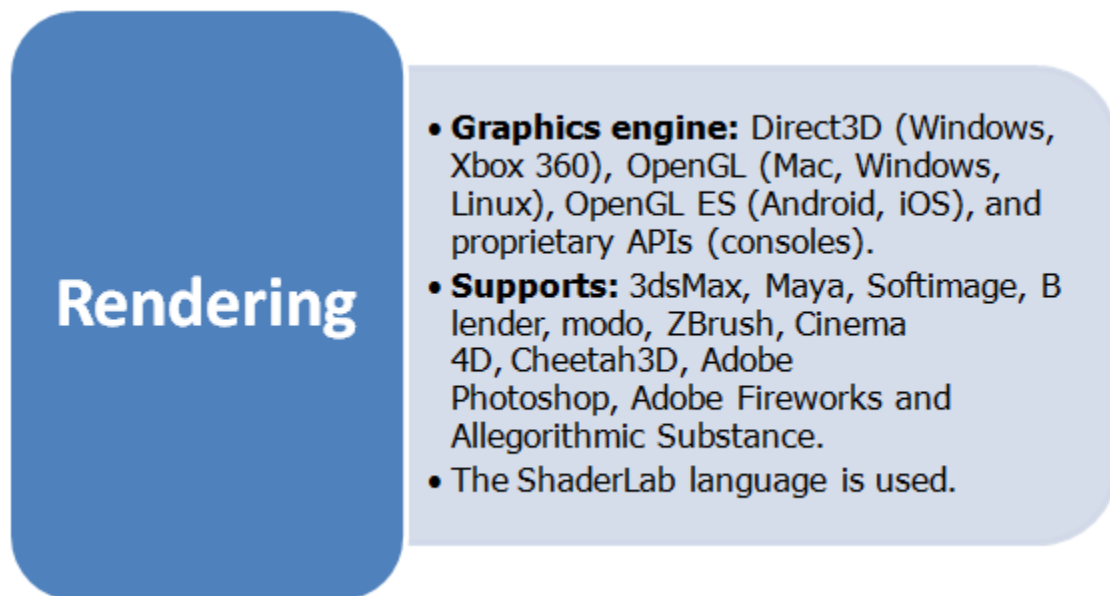 Rendering
• Graphics engine: Direct3D (Windows,
Xbox 360), OpenGL (Mac, Windows,
Linux), OpenGL ES (Android, iOS), and
proprietary APIs (consoles).
• Supports: 3dsMax, Maya, Softimage, B
lender, modo, ZBrush, Cinema
4D, Cheetah3D, Adobe
Photoshop, Adobe Fireworks and
Allegorithmic Substance.
• The ShaderLab language is used.